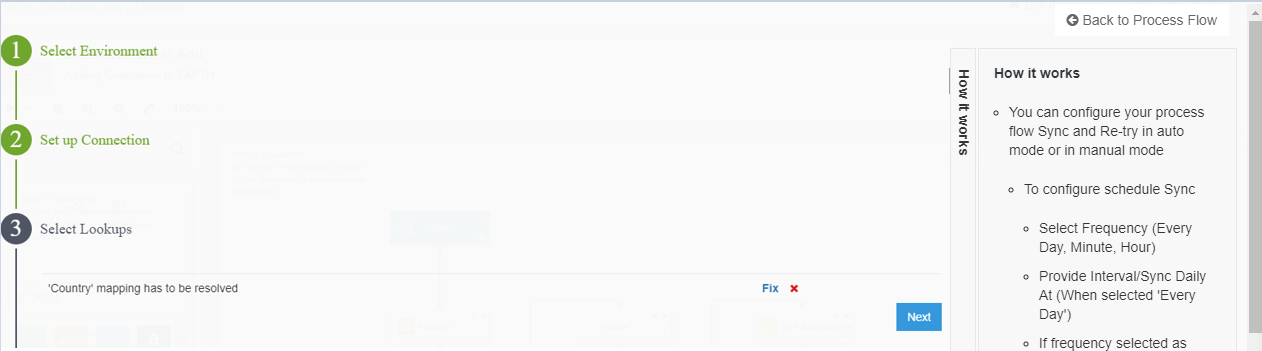 Back to Process Flow
1 Select Environment
2 Set up Connection
3 Select Lookups
'Country' mapping has to be resolved Fix
Next
How it works
How it works
You can configure your process
flow Sync and Re-try in auto
mode or in manual mode
To configure schedule Sync
Select Frequency (Every
Day, Minute, Hour)
Provide Interval/Sync Daily
At (When selected 'Every
Day')
If frequency selected as